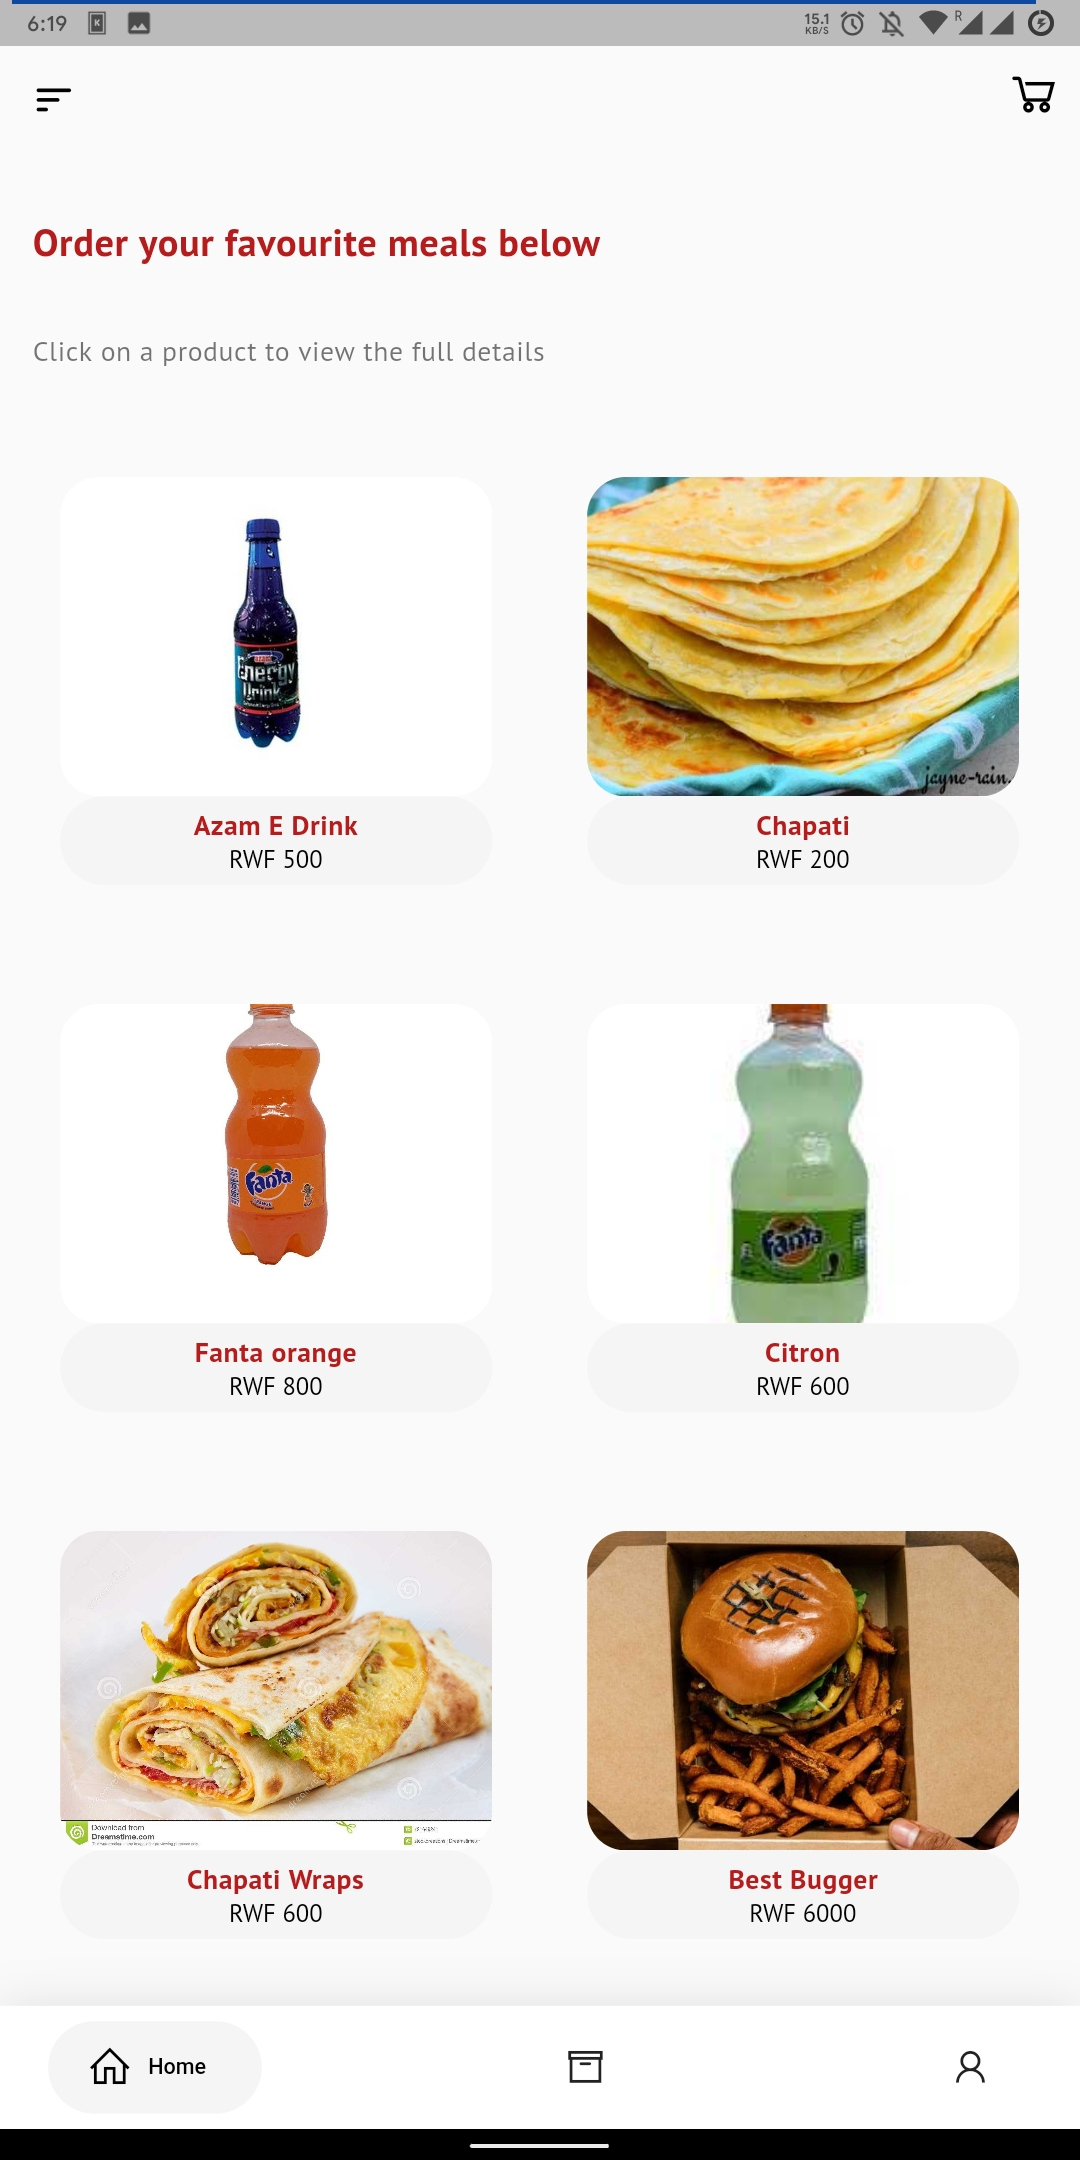 6:19
15.1
KB/S
R
Order your favourite meals below
Click on a product to view the full details
azam
Energy
Drink
jayne-rain.
Azam E Drink
RWF 500
Chapati
RWF 200
Fanta
Fanta
Fanta orange
RWF 800
Citron
RWF 600
Download from
Dreamstime.com
Chapati Wraps
RWF 600
Best Bugger
RWF 6000
Home